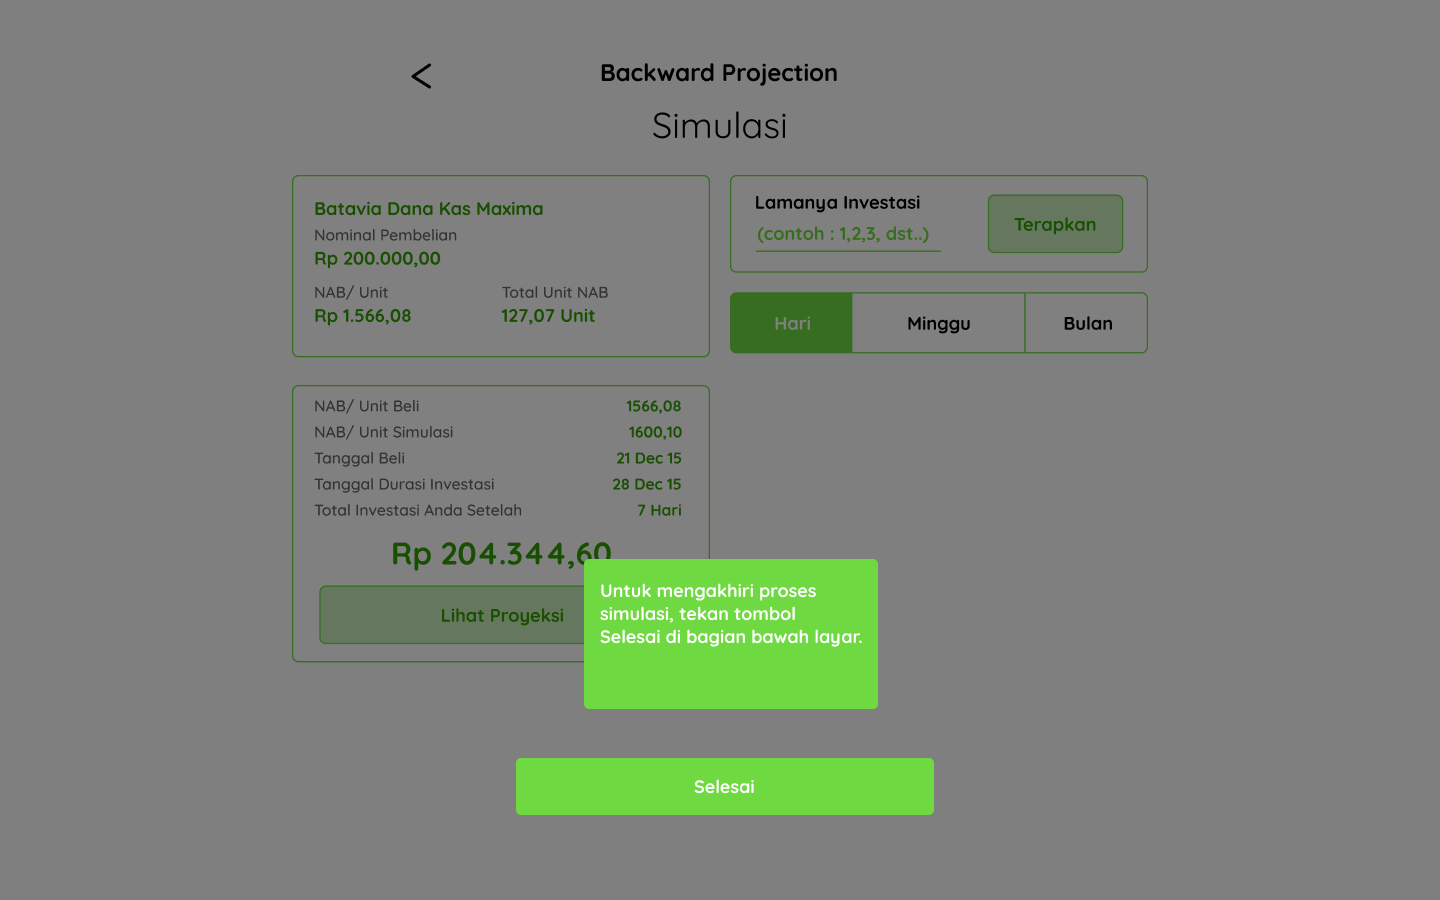 Backward Projection
Simulasi
Batavia Dana Kas Maxima
Nominal Pembelian
Rp 200.000,00
NAB/ Unit
Total Unit NAB
Rp 1.566,08
127,07 Unit
Lamanya Investasi
(contoh : 1,2,3, dst..)
Terapkan
Hari
Minggu
Bulan
NAB/ Unit Beli
1566,08
NAB/ Unit Simulasi
1600,10
Tanggal Beli
21 Dec 15
Tanggal Durasi Investasi
28 Dec 15
Total Investasi Anda Setelah
7 Hari
Rp 204.344,60
Lihat Proyeksi
Untuk mengakhiri proses
simulasi, tekan tombol
Selesai di bagian bawah layar.
Selesai